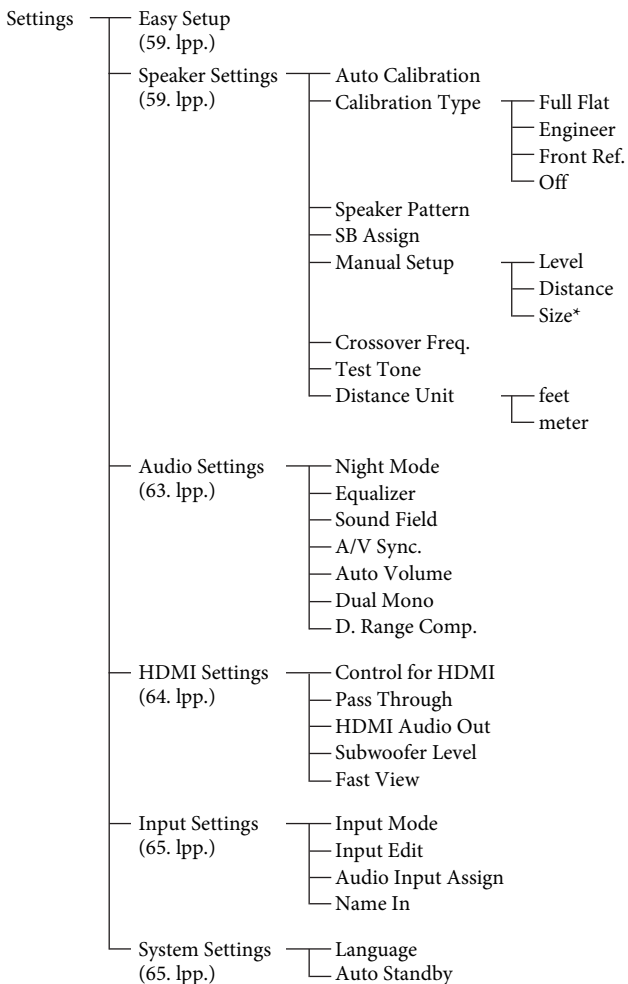 Settings
Easy Setup
(59. lpp.)
Speaker Settings
(59. lpp.)
Auto Calibration
Calibration Type
Full Flat
Engineer
Front Ref.
Off
Speaker Pattern
SB Assign
Manual Setup
Level
Distance
Size*
Crossover Freq.
Test Tone
Distance Unit
feet
meter
Audio Settings
(63. lpp.)
Night Mode
Equalizer
Sound Field
A/V Sync.
Auto Volume
Dual Mono
D. Range Comp.
HDMI Settings
(64. lpp.)
Control for HDMI
Pass Through
HDMI Audio Out
Subwoofer Level
Fast View
Input Settings
(65. lpp.)
Input Mode
Input Edit
Audio Input Assign
Name In
System Settings
(65. lpp.)
Language
Auto Standby